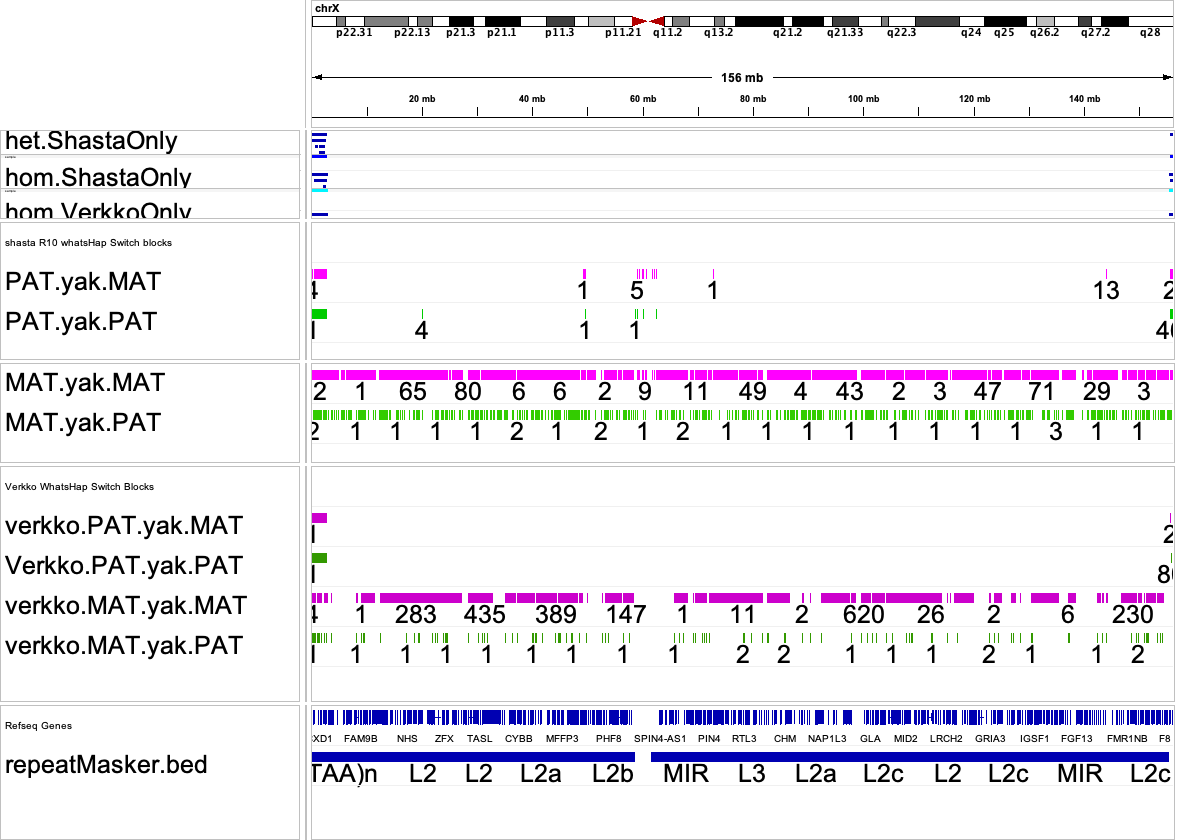 chrX
p22.31 p22.13 p21.3 p21.1 p11.3 p11.21 q11.2 q13.2 q21.2 q21.33 q22.3 q24 q25 q26.2 q27.2 q28
156 mb
20 mb 40 mb 60 mb 80 mb 100 mb 120 mb 140 mb
het.ShastaOnly
hom.ShastaOnly
hom.VerkkoOnly
shasta R10 whatsHap Switch blocks
PAT.yak.MAT
4 1 5 1 13 2
PAT.yak.PAT
4 1 1 40
MAT.yak.MAT
2 1 65 80 6 6 2 9 11 49 4 43 2 3 47 71 29 3
MAT.yak.PAT
2 1 1 1 1 2 1 2 1 2 1 1 1 1 1 1 1 1 3 1 1
Verkko WhatsHap Switch Blocks
verkko.PAT.yak.MAT
2
Verkko.PAT.yak.PAT
80
verkko.MAT.yak.MAT
4 1 283 435 389 147 1 11 2 620 26 2 6 230
verkko.MAT.yak.PAT
1 1 1 1 1 1 1 1 1 2 2 1 1 1 2 1 1 2
Refseq Genes
XD1 FAM9B NHS ZFX TASL CYBB MFFP3 PHF8 SPIN4-AS1 PIN4 RTL3 CHM NAP1L3 GLA MID2 LRCH2 GRIA3 IGSF1 FGF13 FMR1NB F8
repeatMasker.bed
TAA)n L2 L2 L2a L2b MIR L3 L2a L2c L2 L2c MIR L2c